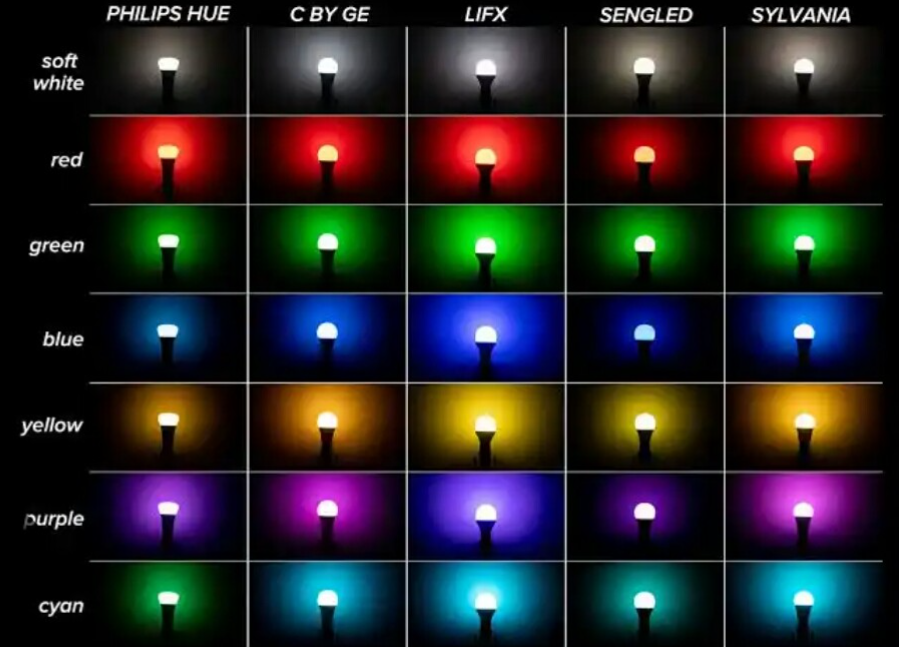 PHILIPS HUE C BY GE LIFX SENGLED SYLVANIA
soft
white
red
green
blue
yellow
purple
cyan